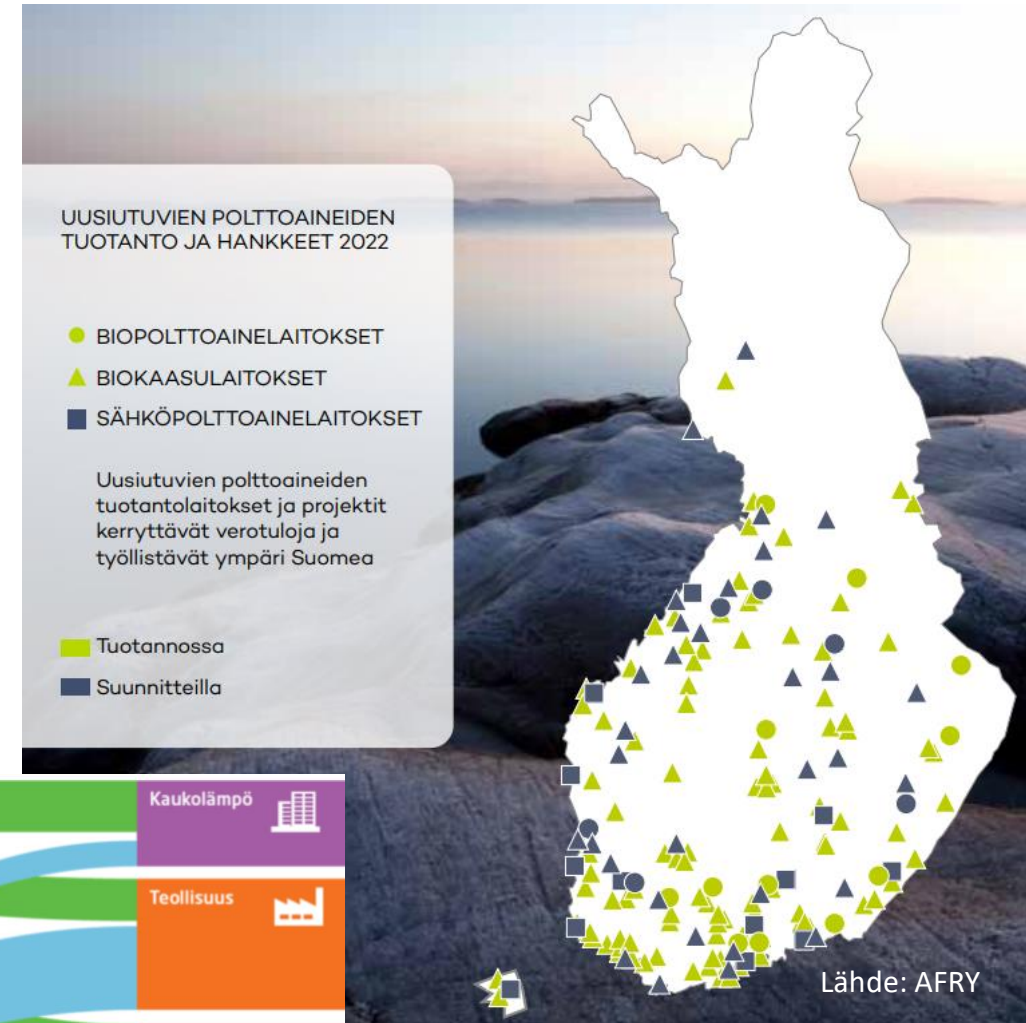 UUSIUTUVIEN POLTTOAINEIDEN
TUOTANTO JA HANKKEET 2022
BIOPOLTTOAINELAITOKSET
BIOKAASULAITOKSET
SÄHKÖPOLTTOAINELAITOKSET
Uusiutuvien polttoaineiden
tuotantolaitokset ja projektit
kerryttävät verotuloja ja
työllistävät ympäri Suomea
Tuotannossa
Suunnitteilla
Kaukolämpö
Teollisuus
Lähde: AFRY